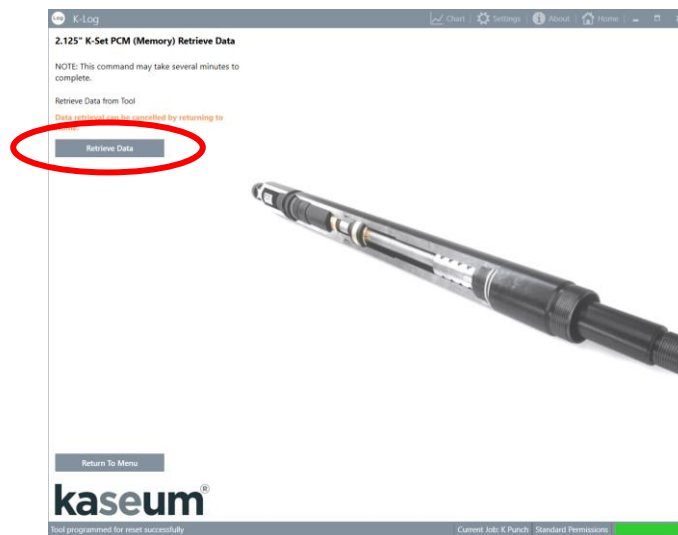 Log K-Log Chart Settings About Home
2.125" K-Set PCM (Memory) Retrieve Data
NOTE: This command may take several minutes to
complete.
Retrieve Data from Tool
Data retrieval can be cancelled by returning to
home.
Retrieve Data
Return To Menu
kaseum®
Tool programmed for reset successfully Current Job: K Punch Standard Permissions